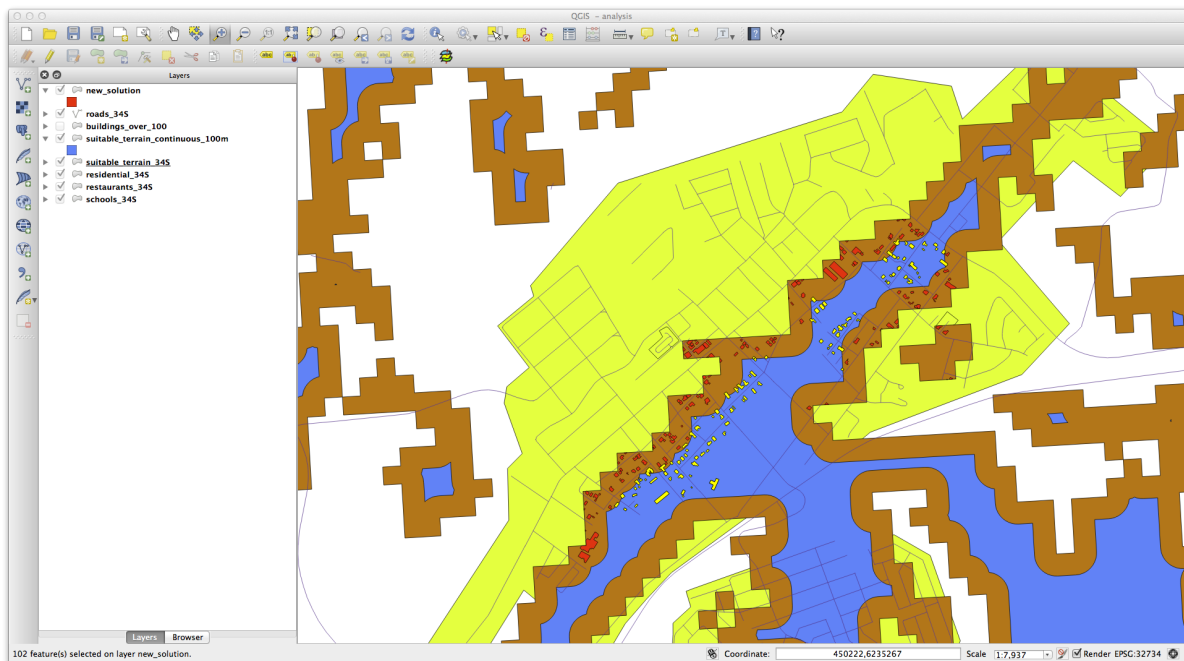 QGIS - analysis
Layers
new_solution
roads_34S
buildings_over_100
suitable_terrain_continuous_100m
suitable_terrain_34S
residential_34S
restaurants_34S
schools_34S
Layers Browser
102 feature(s) selected on layer new_solution.
Coordinate: 450222,6235267 Scale 1:7,937 Render EPSG:32734